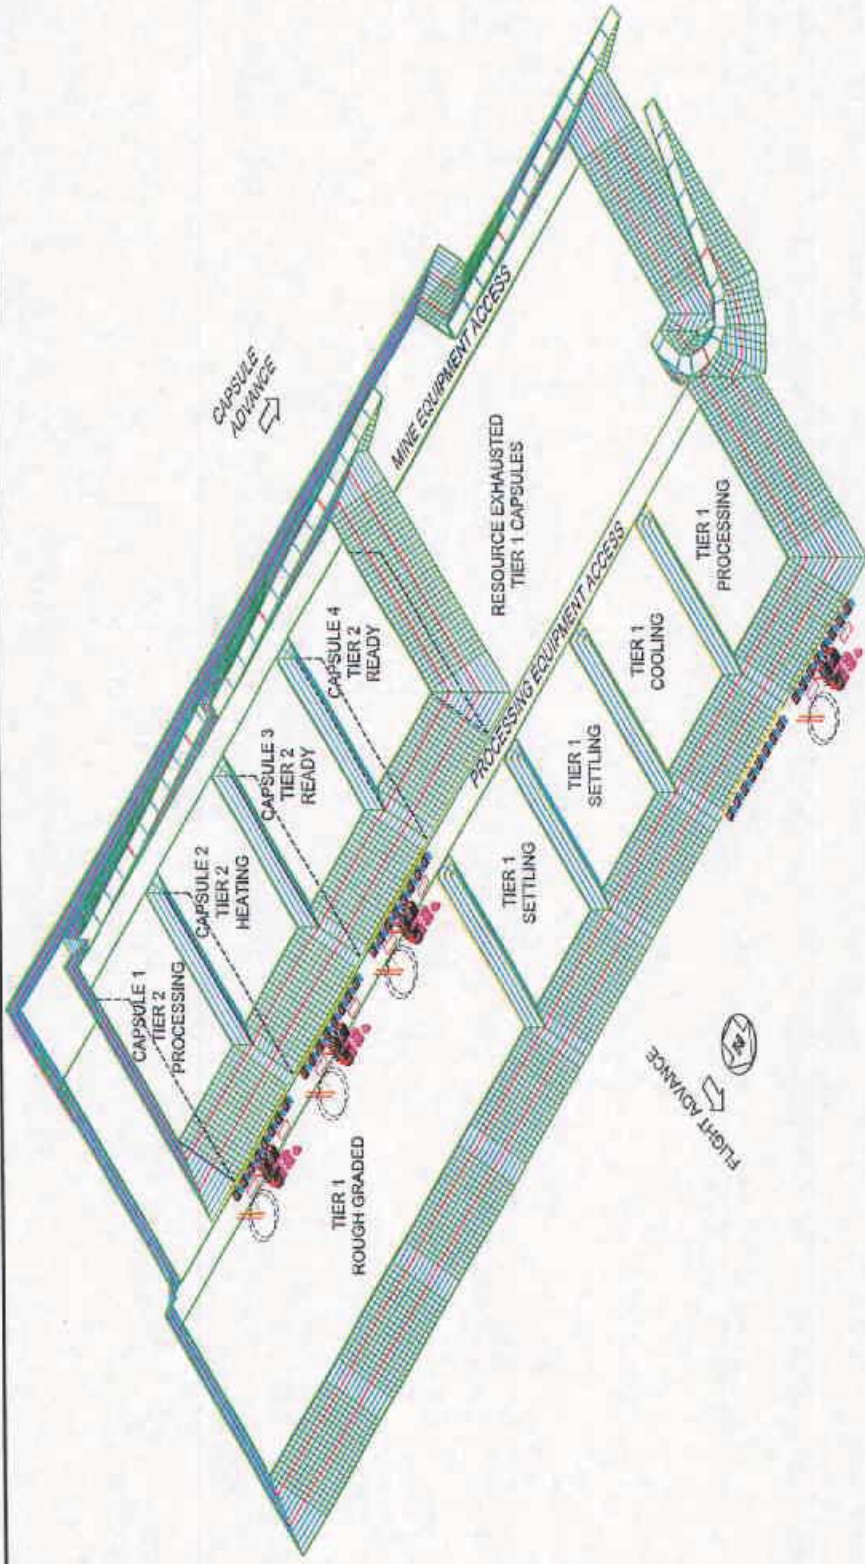 CAPSULE
ADVANCE
MINE EQUIPMENT ACCESS
RESOURCE EXHAUSTED
TIER 1 CAPSULES
PROCESSING EQUIPMENT ACCESS
CAPSULE 1
TIER 2
PROCESSING
CAPSULE 2
TIER 2
HEATING
CAPSULE 3
TIER 2
READY
CAPSULE 4
TIER 2
READY
TIER 1
ROUGH GRADED
TIER 1
SETTLING
TIER 1
SETTLING
TIER 1
COOLING
TIER 1
PROCESSING
FLIGHT ADVANCE